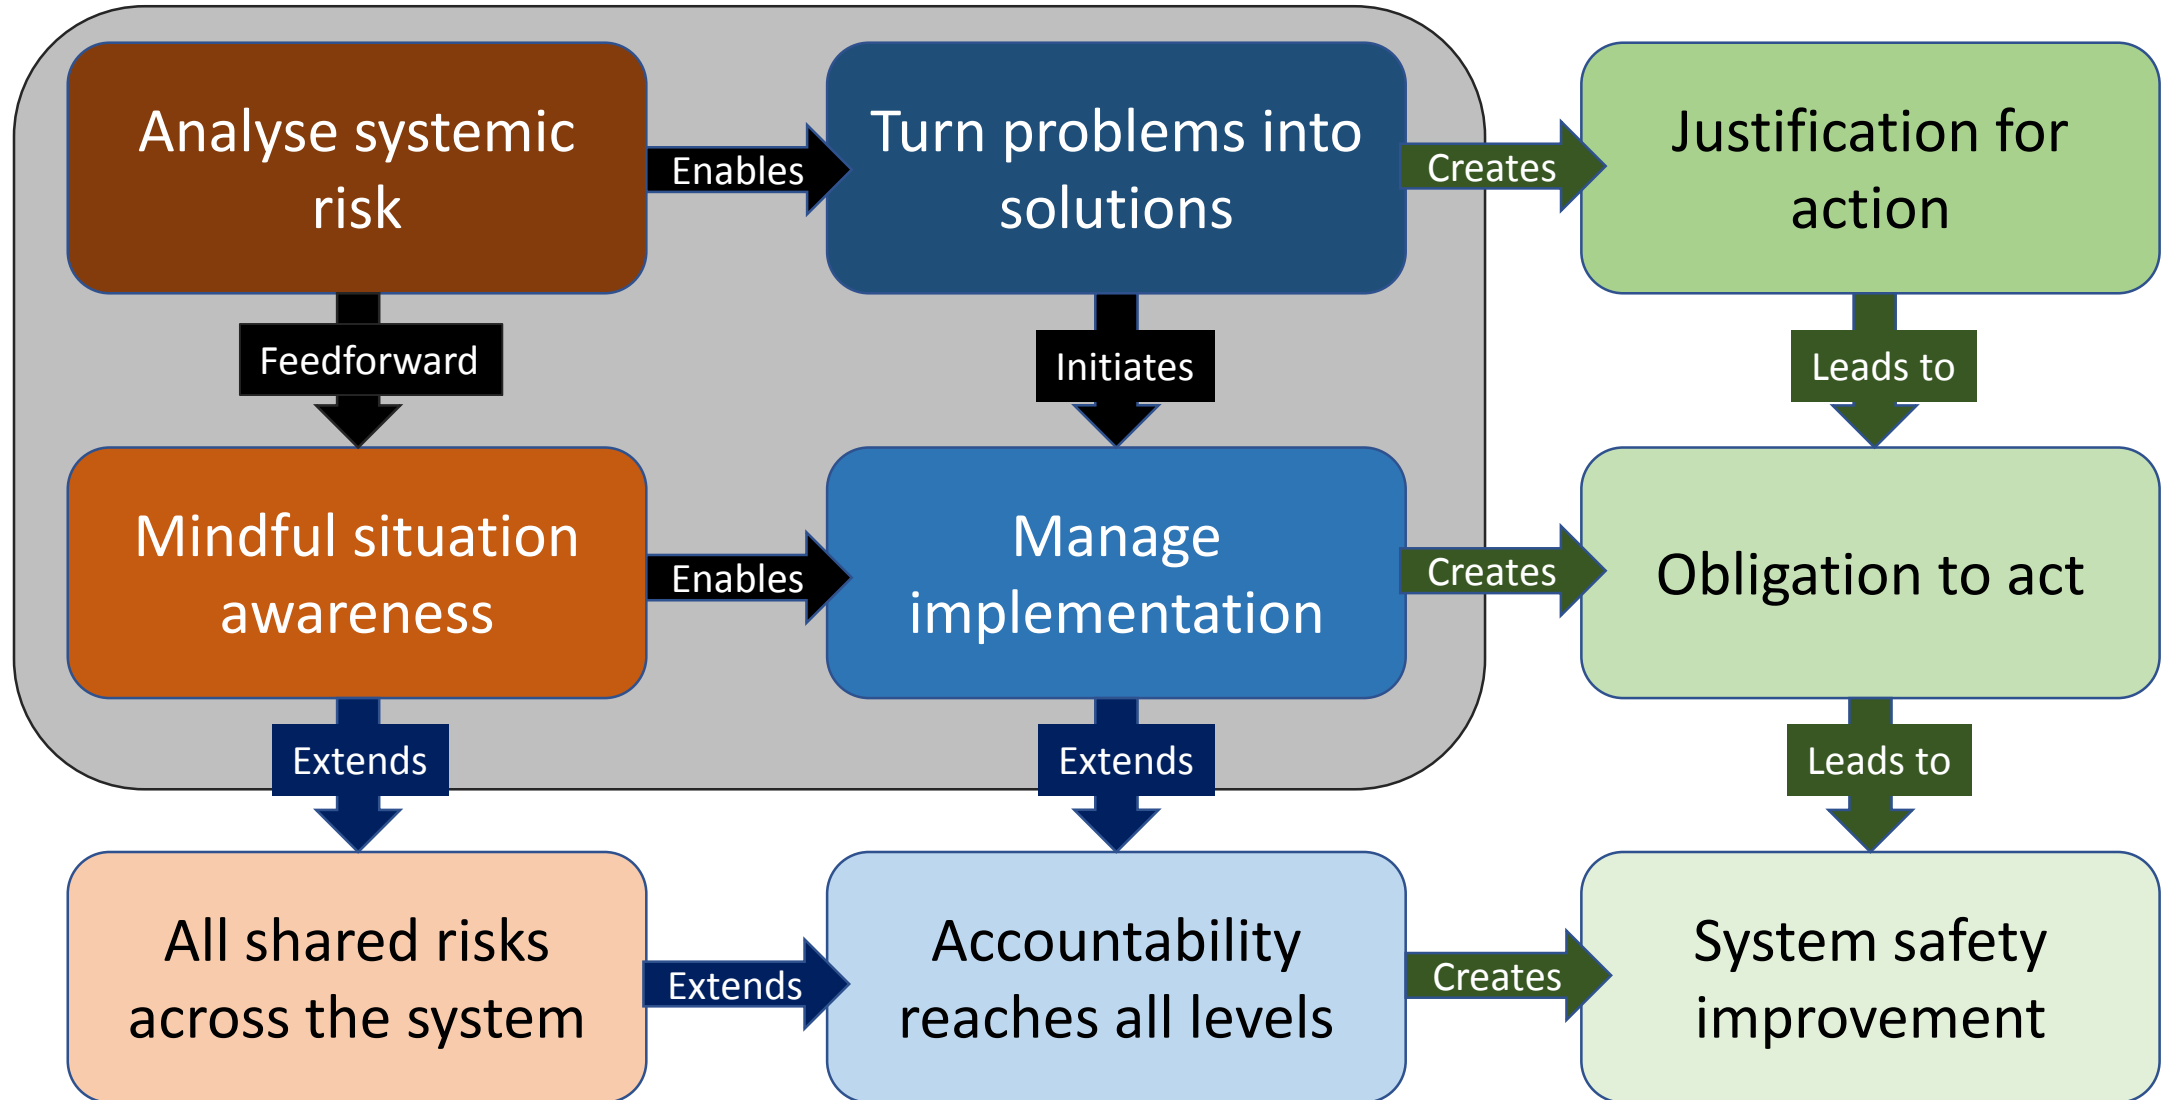 Analyse systemic
risk
Enables
Turn problems into
solutions
Creates
Justification for
action
Feedforward
Initiates
Leads to
Mindful situation
awareness
Enables
Manage
implementation
Creates
Obligation to act
Extends
Extends
Leads to
All shared risks
across the system
Extends
Accountability
reaches all levels
Creates
System safety
improvement